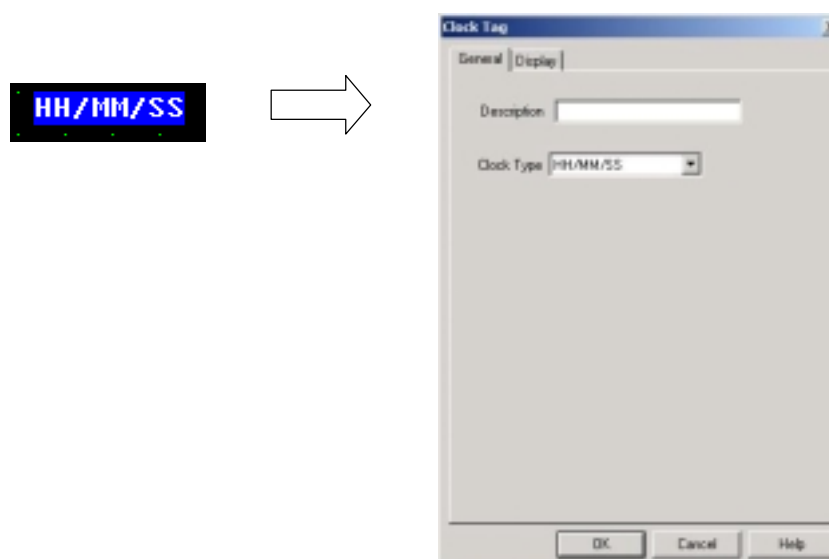 HH/MM/SS
Clock Tag
General Display
Description
Clock Type HH/MM/SS
OK Cancel Help